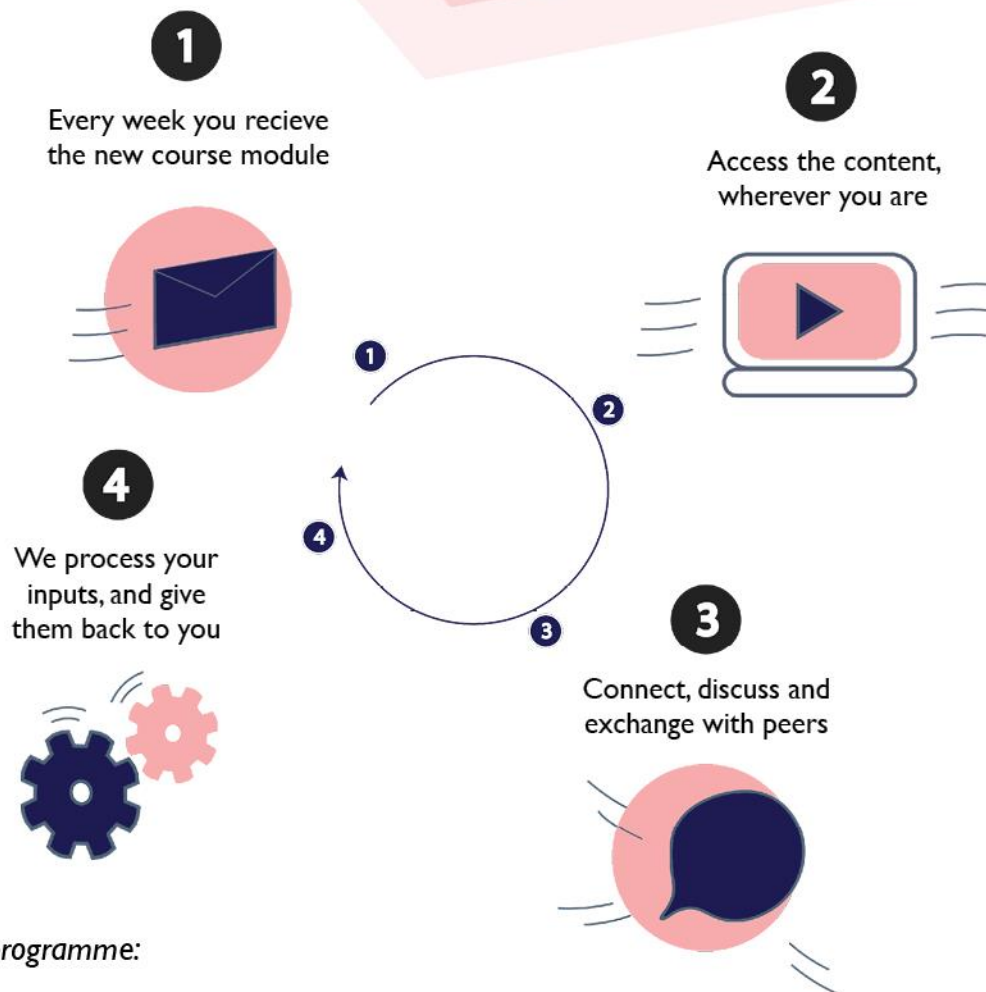 1
Every week you recieve
the new course module
2
Access the content,
wherever you are
1
2
3
4
3
Connect, discuss and
exchange with peers
4
We process your
inputs, and give
them back to you
rogramme: